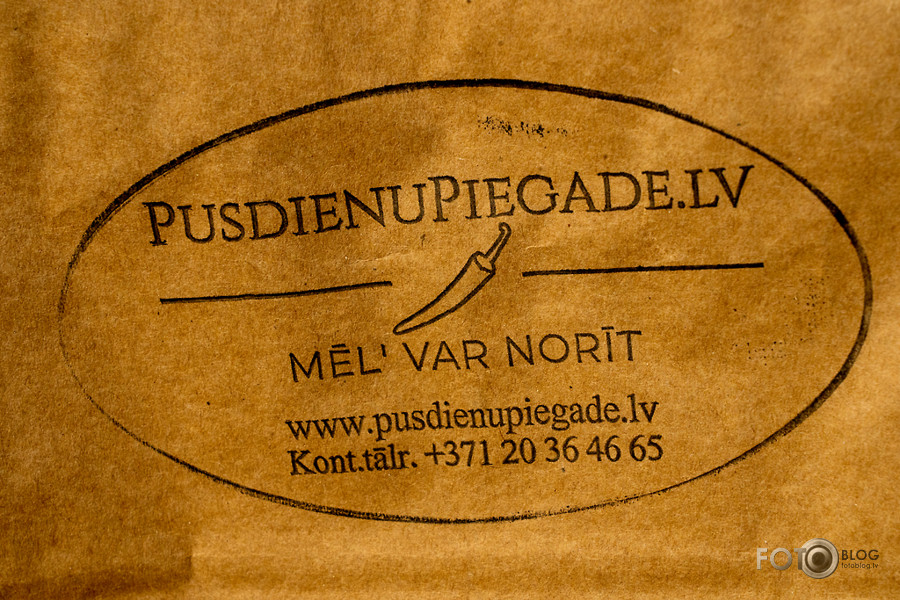 PUSDIENUPIEGADE.LV
MĒL' VAR NORĪT
www.pusdienupiegade.lv
Kont.tālr. +371 20 36 46 65
FOTO BLOG
fotoblog.lv